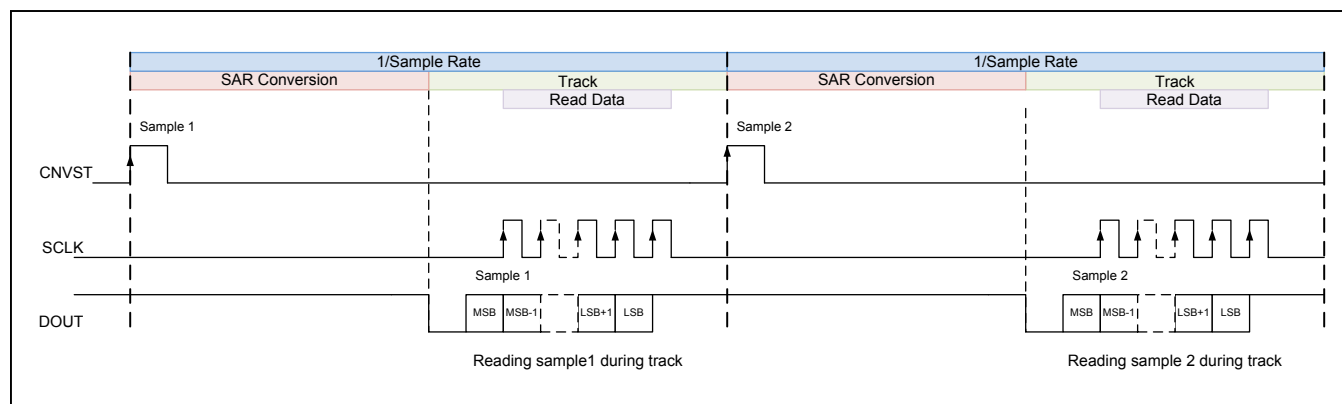 1/Sample Rate 1/Sample Rate
SAR Conversion Track SAR Conversion Track
Read Data Read Data
Sample 1 Sample 2
CNVST
SCLK
Sample 1 Sample 2
MSB MSB-1 LSB+1 LSB MSB MSB-1 LSB+1 LSB
DOUT
Reading sample1 during track Reading sample 2 during track